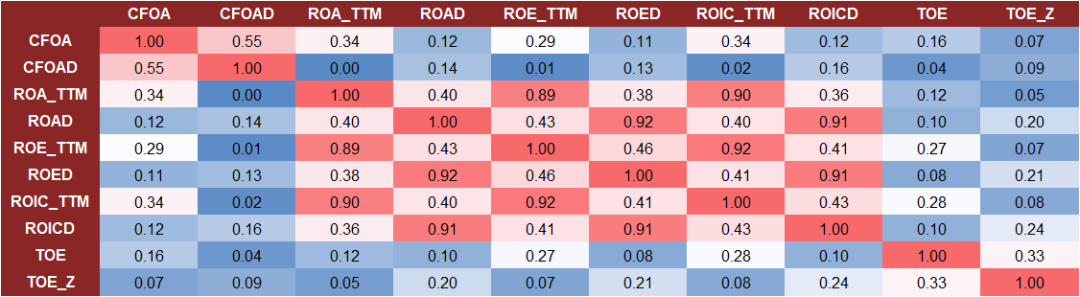 CFOA CFOAD ROA_TTM ROAD ROE_TTM ROED ROIC_TTM ROICD TOE TOE_Z
CFOA 1.00 0.55 0.34 0.12 0.29 0.11 0.34 0.12 0.16 0.07
CFOAD 0.55 1.00 0.00 0.14 0.01 0.13 0.02 0.16 0.04 0.09
ROA_TTM 0.34 0.00 1.00 0.40 0.89 0.38 0.90 0.36 0.12 0.05
ROAD 0.12 0.14 0.40 1.00 0.43 0.92 0.40 0.91 0.10 0.20
ROE_TTM 0.29 0.01 0.89 0.43 1.00 0.46 0.92 0.41 0.27 0.07
ROED 0.11 0.13 0.38 0.92 0.46 1.00 0.41 0.91 0.08 0.21
ROIC_TTM 0.34 0.02 0.90 0.40 0.92 0.41 1.00 0.43 0.28 0.08
ROICD 0.12 0.16 0.36 0.91 0.41 0.91 0.43 1.00 0.10 0.24
TOE 0.16 0.04 0.12 0.10 0.27 0.08 0.28 0.10 1.00 0.33
TOE_Z 0.07 0.09 0.05 0.20 0.07 0.21 0.08 0.24 0.33 1.00